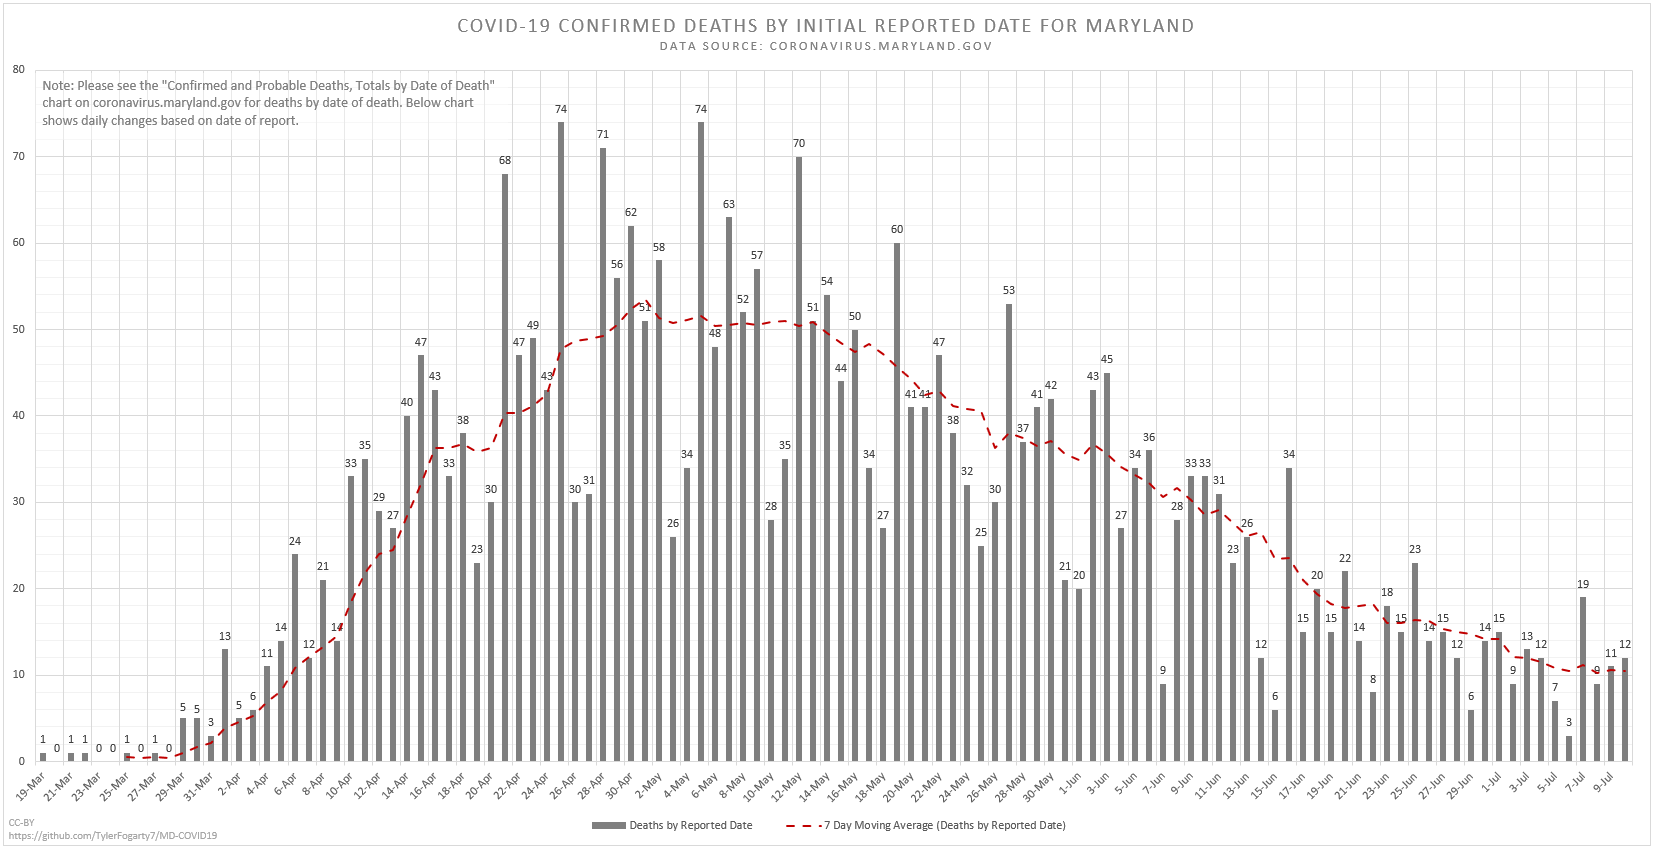 COVID-19 CONFIRMED DEATHS BY INITIAL REPORTED DATE FOR MARYLAND
DATA SOURCE: CORONAVIRUS.MARYLAND.GOV
Note: Please see the "Confirmed and Probable Deaths, Totals by Date of Death"
chart on coronavirus.maryland.gov for deaths by date of death. Below chart
shows daily changes based on date of report.
80
70
60
50
40
30
20
10
0
1 0 1 1 0 0 1 0 1 0 5 5 3 13 5 6 11 14 24 12 21 14 33 35 29 27 40 47 43 33 38 23 30 68 47 49 43 74 30 31 71 56 62 51 58 26 34 74 48 63 52 57 28 35 70 51 54 44 50 34 27 60 41 41 47 38 32 25 30 53 37 41 42 21 20 43 45 27 34 36 9 28 33 33 31 23 26 12 6 34 15 20 15 22 14 8 18 15 23 14 15 12 6 14 15 9 13 12 7 3 19 9 11 12
19-Mar 21-Mar 23-Mar 25-Mar 27-Mar 29-Mar 31-Mar 2-Apr 4-Apr 6-Apr 8-Apr 10-Apr 12-Apr 14-Apr 16-Apr 18-Apr 20-Apr 22-Apr 24-Apr 26-Apr 28-Apr 30-Apr 2-May 4-May 6-May 8-May 10-May 12-May 14-May 16-May 18-May 20-May 22-May 24-May 26-May 28-May 30-May 1-Jun 3-Jun 5-Jun 7-Jun 9-Jun 11-Jun 13-Jun 15-Jun 17-Jun 19-Jun 21-Jun 23-Jun 25-Jun 27-Jun 29-Jun 1-Jul 3-Jul 5-Jul 7-Jul 9-Jul
Deaths by Reported Date 7 Day Moving Average (Deaths by Reported Date)
CC-BY
https://github.com/TylerFogarty7/MD-COVID19